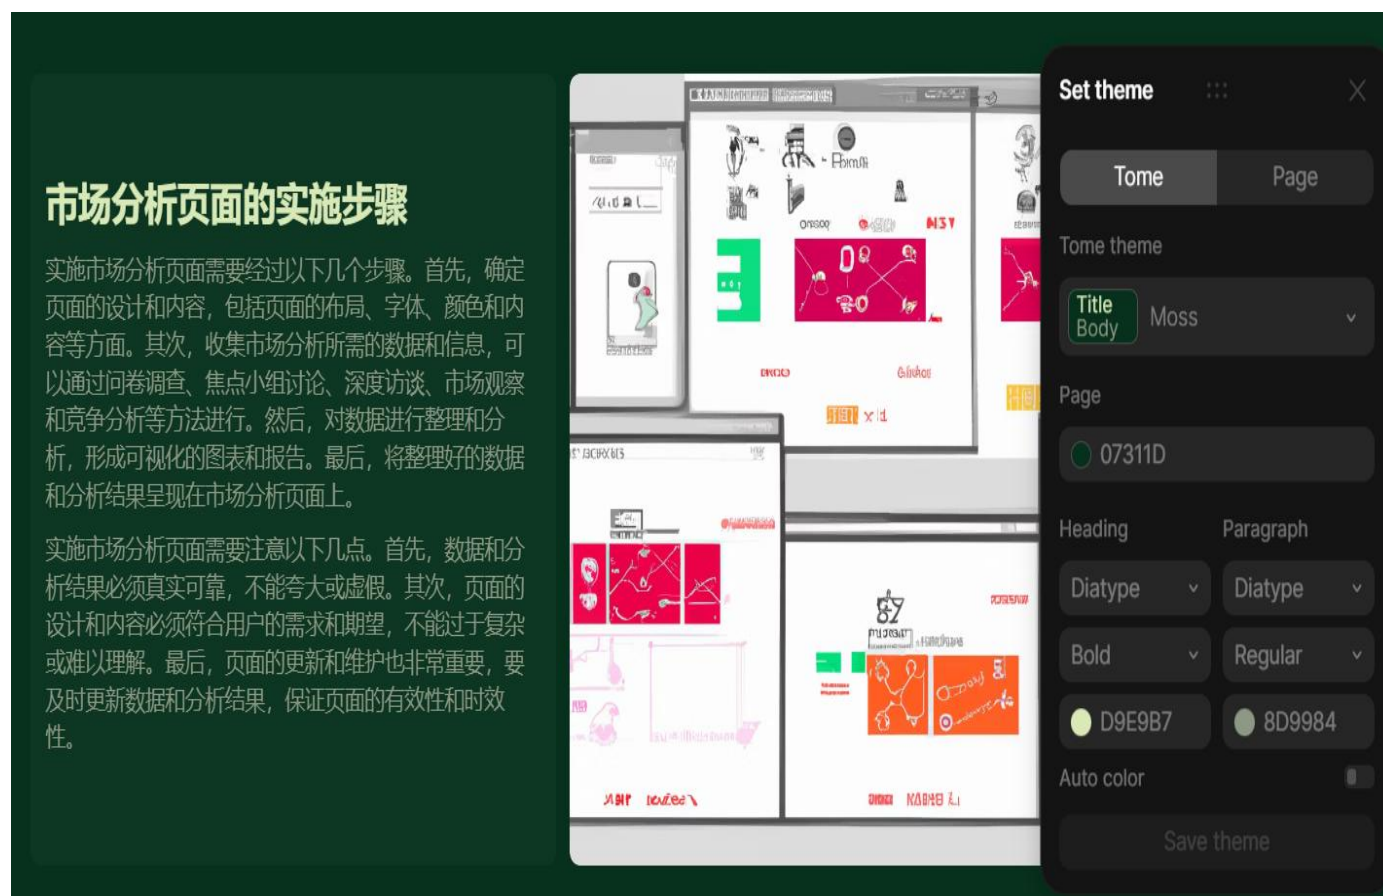 市场分析页面的实施步骤
实施市场分析页面需要经过以下几个步骤。首先，确定
页面的设计和内容，包括页面的布局、字体、颜色和内
容等方面。其次，收集市场分析所需的数据和信息，可
以通过问卷调查、焦点小组讨论、深度访谈、市场观察
和竞争分析等方法进行。然后，对数据进行整理和分
析，形成可视化的图表和报告。最后，将整理好的数据
和分析结果呈现在市场分析页面上。
实施市场分析页面需要注意以下几点。首先，数据和分
析结果必须真实可靠，不能夸大或虚假。其次，页面的
设计和内容必须符合用户的需求和期望，不能过于复杂
或难以理解。最后，页面的更新和维护也非常重要，要
及时更新数据和分析结果，保证页面的有效性和时效
性。
Set theme
Tome Page
Tome theme
Title
Body
Moss
Page
07311D
Heading Paragraph
Diatype Diatype
Bold Regular
D9E9B7 8D9984
Auto color
Save theme